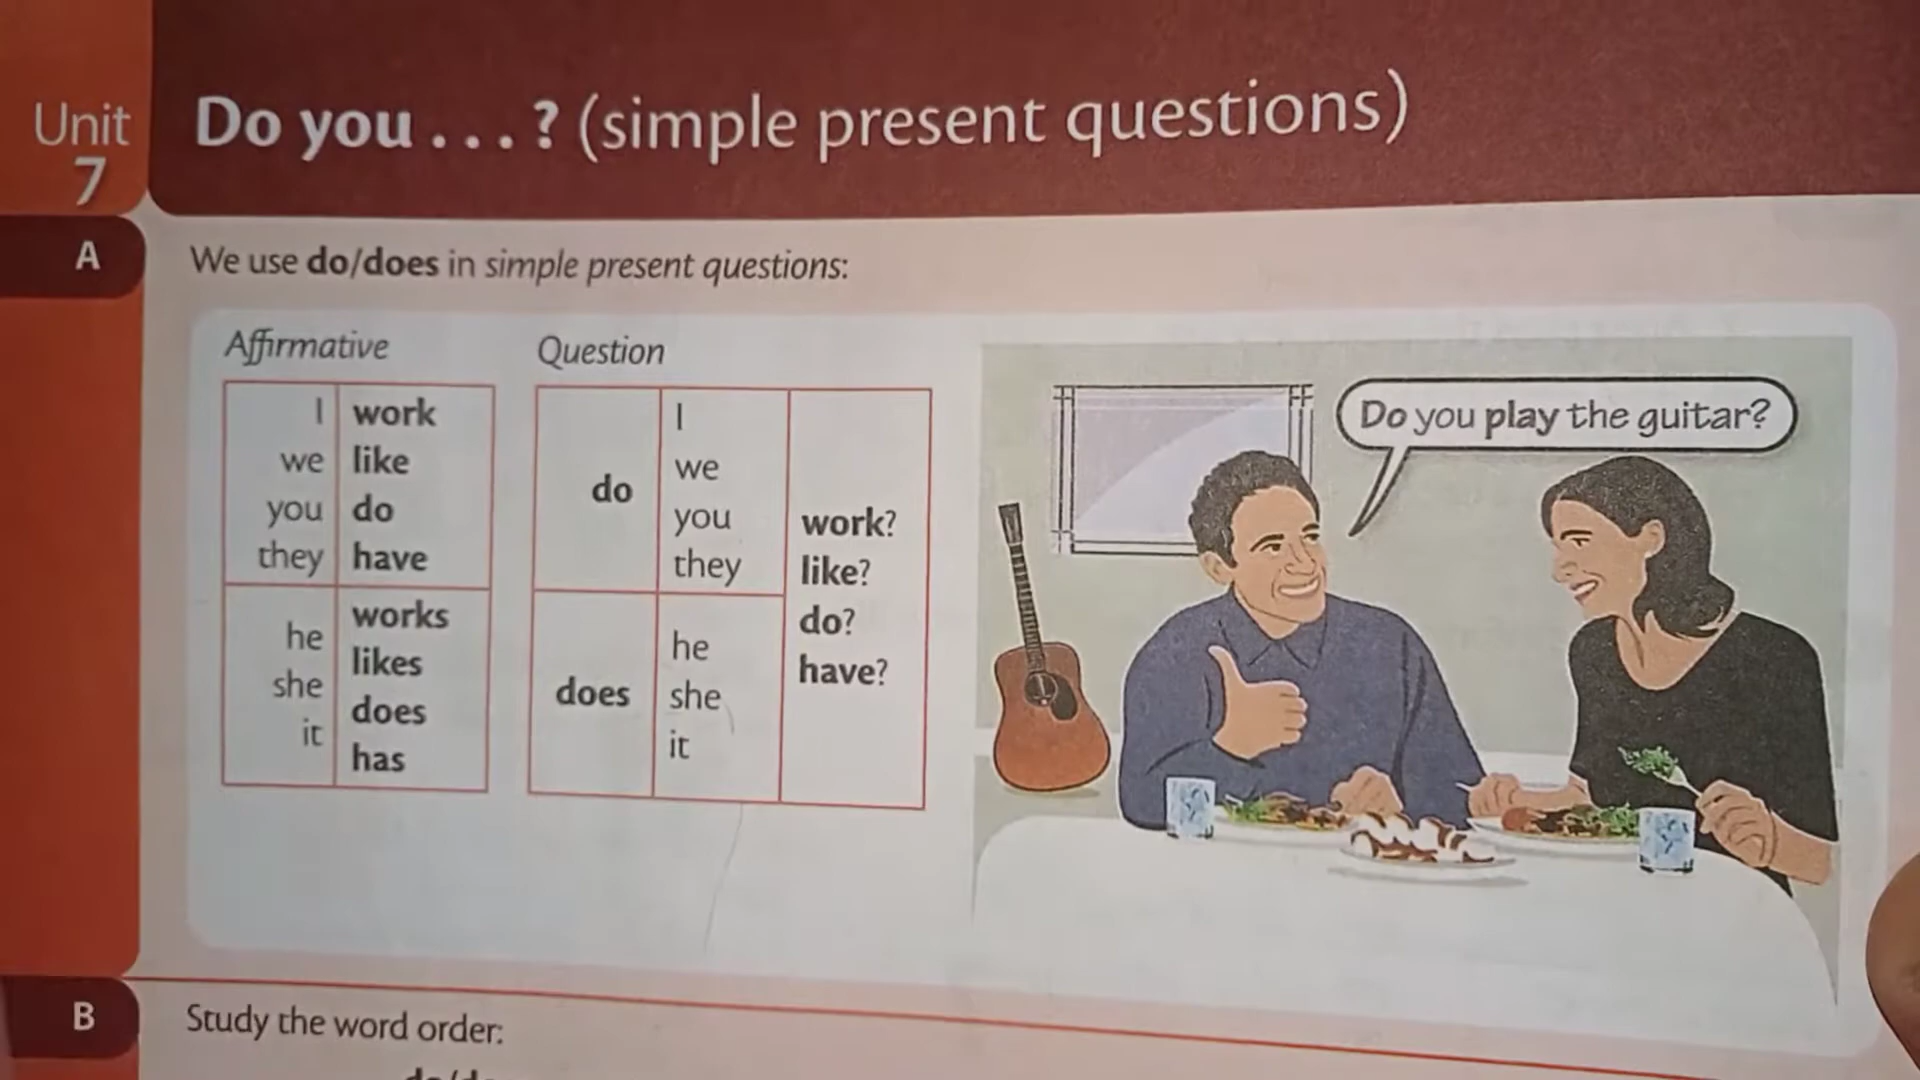 Unit
7
Do you . . . ? (simple present questions)
A
We use do/does in simple present questions:
Affirmative
I
we
you
they
work
like
do
have
he
she
it
works
likes
does
has
Question
do
I
we
you
they
does
he
she
it
work?
like?
do?
have?
Do you play the guitar?
B
Study the word order: